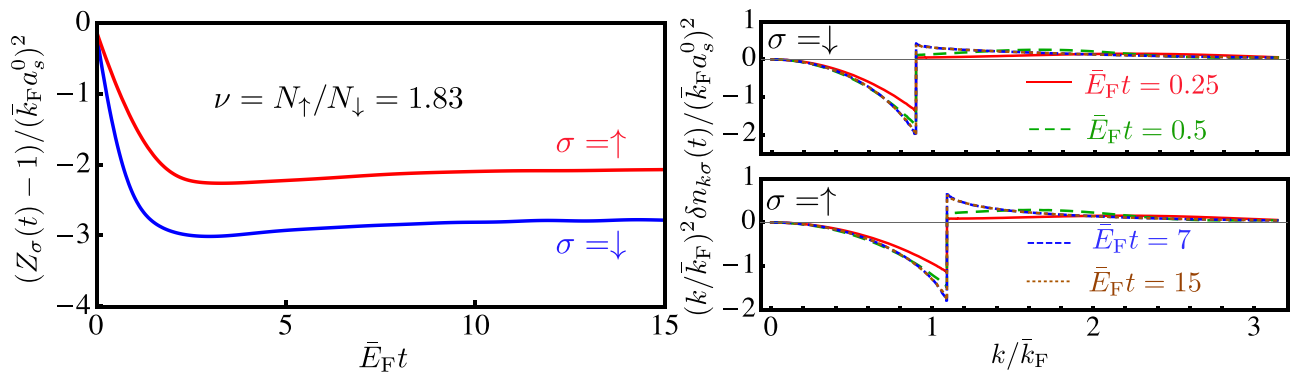 (Z_σ(t) − 1)/(k̄_F a_s^0)^2
0
−1
−2
−3
−4
ν = N_↑/N_↓ = 1.83
σ =↑
σ =↓
0
5
10
15
Ē_F t
(k/k̄_F)^2 δn_{kσ}(t)/(k̄_F a_s^0)^2
1
0
−1
−2
σ =↓
Ē_F t = 0.25
Ē_F t = 0.5
1
0
−1
−2
σ =↑
Ē_F t = 7
Ē_F t = 15
0
1
2
3
k/k̄_F